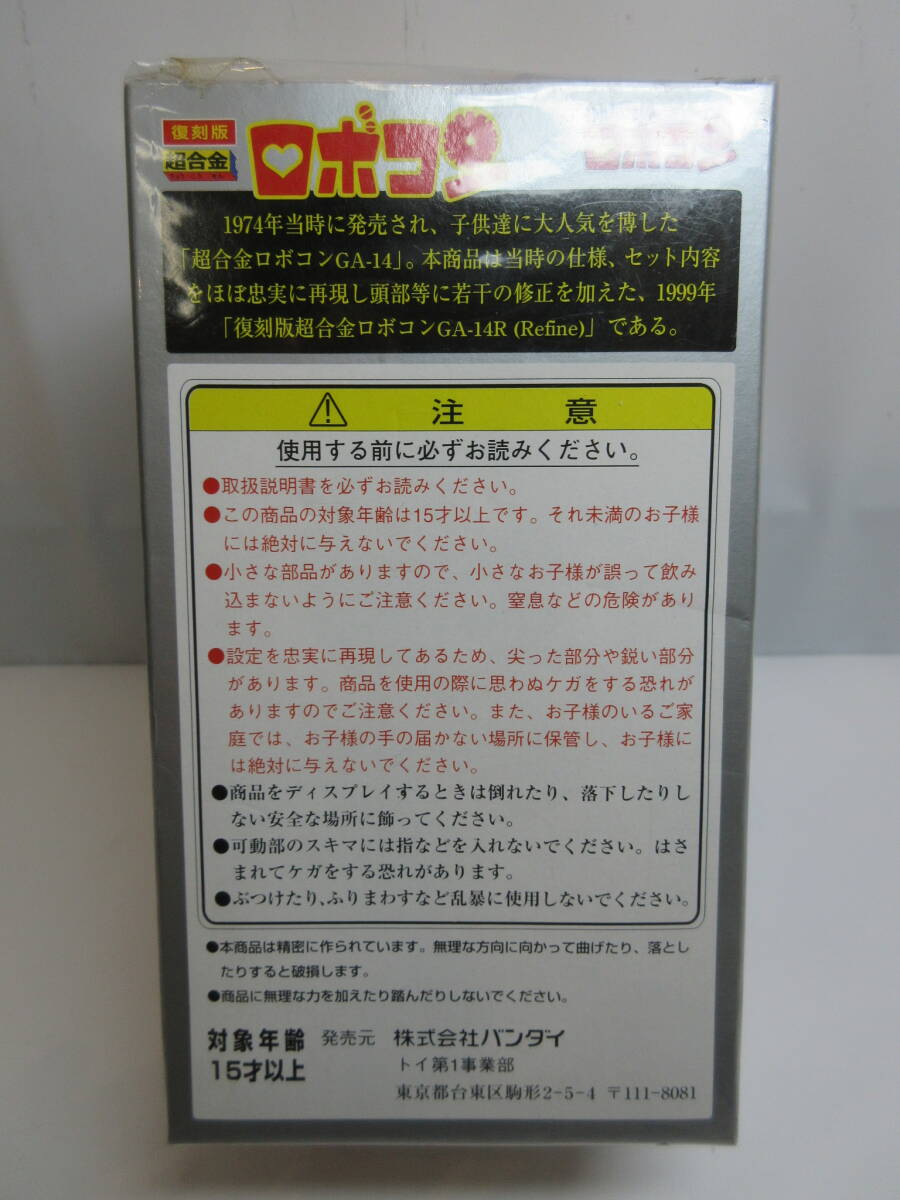 復刻版
超合金
ロボコン
ロボコン
1974年当時に発売され、子供達に大人気を博した
「超合金ロボコンGA-14」。本商品は当時の仕様、セット内容
をほぼ忠実に再現し頭部等に若干の修正を加えた、1999年
「復刻版超合金ロボコンGA-14R (Refine)」である。
注意
使用する前に必ずお読みください。
●取扱説明書を必ずお読みください。
●この商品の対象年齢は15才以上です。それ未満のお子様
には絶対に与えないでください。
●小さな部品がありますので、小さなお子様が誤って飲み
込まないようにご注意ください。窒息などの危険があり
ます。
●設定を忠実に再現してあるため、尖った部分や鋭い部分
があります。商品を使用の際に思わぬケガをする恐れが
ありますのでご注意ください。また、お子様のいるご家
庭では、お子様の手の届かない場所に保管し、お子様に
は絶対に与えないでください。
●商品をディスプレイするときは倒れたり、落下したりし
ない安全な場所に飾ってください。
●可動部のスキマには指などを入れないでください。はさ
まれてケガをする恐れがあります。
●ぶつけたり、ふりまわすなど乱暴に使用しないでください。
●本商品は精密に作られています。無理な方向に向かって曲げたり、落とし
たりすると破損します。
●商品に無理な力を加えたり踏んだりしないでください。
対象年齢 発売元 株式会社バンダイ
15才以上 トイ第1事業部
東京都台東区駒形2-5-4 〒111-8081